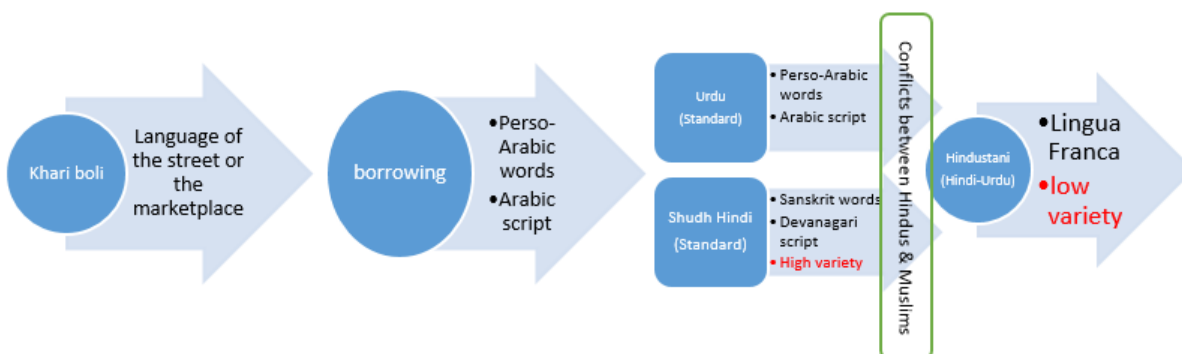 Khari boli
Language of
the street or
the
marketplace
borrowing
•Perso-
Arabic
words
•Arabic
script
Urdu
(Standard)
• Perso-Arabic
words
• Arabic script
Shudh Hindi
(Standard)
• Sanskrit words
• Devanagari
script
• High variety
Conflicts between Hindus & Muslims
Hindustani
(Hindi-Urdu)
•Lingua
Franca
•low
variety